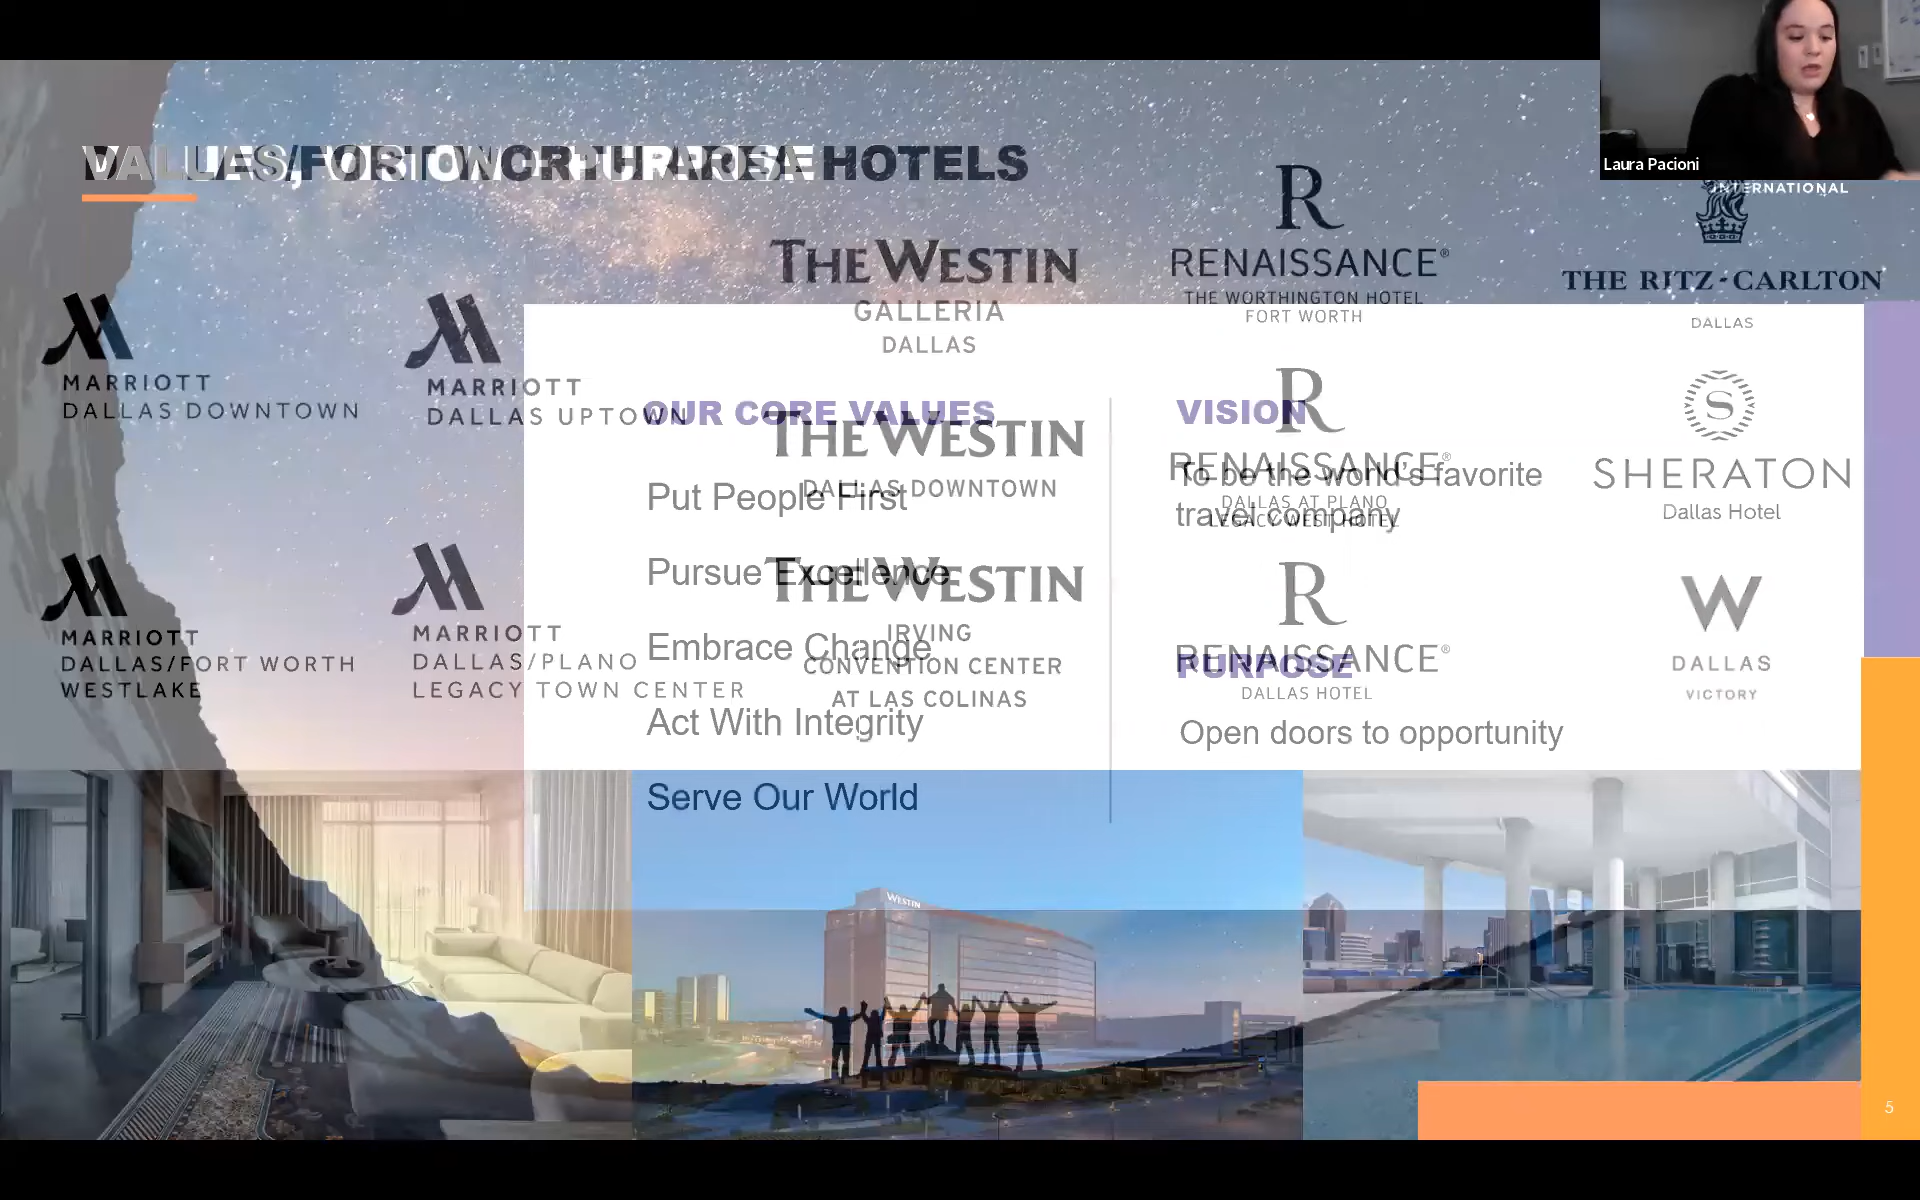 Laura Pacioni
VALUES, VISION + PURPOSE
DALLAS/FORT WORTH AREA HOTELS
INTERNATIONAL
MARRIOTT
DALLAS DOWNTOWN
MARRIOTT
DALLAS UPTOWN
MARRIOTT
DALLAS/FORT WORTH
WESTLAKE
MARRIOTT
DALLAS/PLANO
LEGACY TOWN CENTER
THE WESTIN
GALLERIA
DALLAS
THE WESTIN
DALLAS DOWNTOWN
THE WESTIN
IRVING
CONVENTION CENTER
AT LAS COLINAS
R
RENAISSANCE®
THE WORTHINGTON HOTEL
FORT WORTH
R
RENAISSANCE®
DALLAS AT PLANO
LEGACY WEST HOTEL
R
RENAISSANCE®
DALLAS HOTEL
THE RITZ-CARLTON
DALLAS
S
SHERATON
Dallas Hotel
W
DALLAS
VICTORY
OUR CORE VALUES
Put People First
Pursue Excellence
Embrace Change
Act With Integrity
Serve Our World
VISION
To be the world's favorite
travel company
PURPOSE
Open doors to opportunity
WESTIN
5